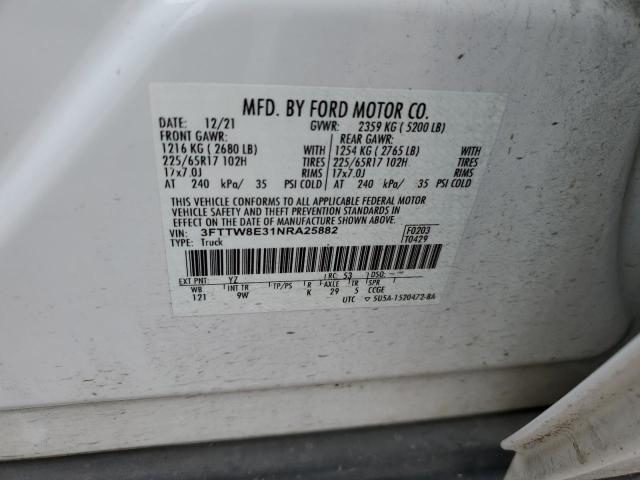 MFD. BY FORD MOTOR CO.
DATE: 12/21 GVWR: 2359 KG ( 5200 LB)
FRONT GAWR: REAR GAWR:
1216 KG ( 2680 LB) WITH 1254 KG ( 2765 LB) WITH
225/65R17 102H TIRES 225/65R17 102H TIRES
17x7.0J RIMS 17x7.0J RIMS
AT 240 kPa/ 35 PSI COLD AT 240 kPa/ 35 PSI COLD
THIS VEHICLE CONFORMS TO ALL APPLICABLE FEDERAL MOTOR
VEHICLE SAFETY AND THEFT PREVENTION STANDARDS IN
EFFECT ON THE DATE OF MANUFACTURE SHOWN ABOVE.
VIN: 3FTTW8E31NRA25882 F0203
TYPE: Truck T0429
EXT PNT: YZ RC: 53 DSO:
WB INT TR TP/PS R AXLE TR SPR
121 9W K 29 5 CCGE
UTC ▽ 5U5A-1520472-BA